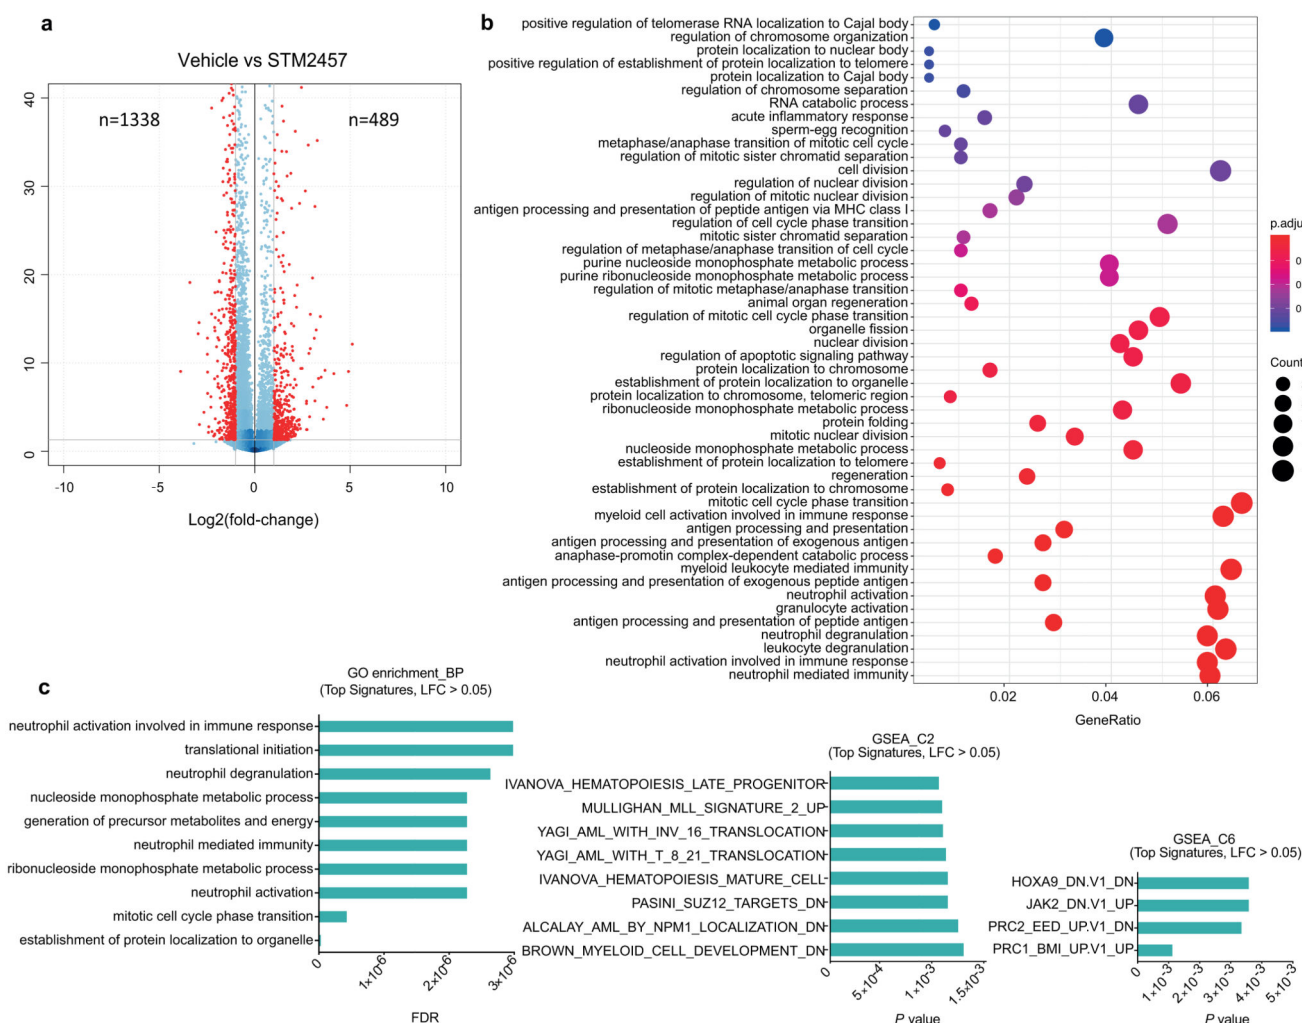 a
Vehicle vs STM2457
n=1338
n=489
40
30
20
10
0
-10
-5
0
5
10
Log2(fold-change)
b
positive regulation of telomerase RNA localization to Cajal body
regulation of chromosome organization
protein localization to nuclear body
positive regulation of establishment of protein localization to telomere
protein localization to Cajal body
regulation of chromosome separation
RNA catabolic process
acute inflammatory response
sperm-egg recognition
metaphase/anaphase transition of mitotic cell cycle
regulation of mitotic sister chromatid separation
cell division
regulation of nuclear division
regulation of mitotic nuclear division
antigen processing and presentation of peptide antigen via MHC class I
regulation of cell cycle phase transition
mitotic sister chromatid separation
regulation of metaphase/anaphase transition of cell cycle
purine nucleoside monophosphate metabolic process
purine ribonucleoside monophosphate metabolic process
regulation of mitotic metaphase/anaphase transition
animal organ regeneration
regulation of mitotic cell cycle phase transition
organelle fission
nuclear division
regulation of apoptotic signaling pathway
protein localization to chromosome
establishment of protein localization to organelle
protein localization to chromosome, telomeric region
ribonucleoside monophosphate metabolic process
protein folding
mitotic nuclear division
nucleoside monophosphate metabolic process
establishment of protein localization to telomere
regeneration
establishment of protein localization to chromosome
mitotic cell cycle phase transition
myeloid cell activation involved in immune response
antigen processing and presentation
antigen processing and presentation of exogenous antigen
anaphase-promotin complex-dependent catabolic process
myeloid leukocyte mediated immunity
antigen processing and presentation of exogenous peptide antigen
neutrophil activation
granulocyte activation
antigen processing and presentation of peptide antigen
neutrophil degranulation
leukocyte degranulation
neutrophil activation involved in immune response
neutrophil mediated immunity
0.02
0.04
0.06
GeneRatio
p.adju
0
0
0
Count
c
GO enrichment_BP
(Top Signatures, LFC > 0.05)
neutrophil activation involved in immune response
translational initiation
neutrophil degranulation
nucleoside monophosphate metabolic process
generation of precursor metabolites and energy
neutrophil mediated immunity
ribonucleoside monophosphate metabolic process
neutrophil activation
mitotic cell cycle phase transition
establishment of protein localization to organelle
0
1×10⁻⁶
2×10⁻⁶
3×10⁻⁶
FDR
GSEA_C2
(Top Signatures, LFC > 0.05)
IVANOVA_HEMATOPOIESIS_LATE_PROGENITOR
MULLIGHAN_MLL_SIGNATURE_2_UP
YAGI_AML_WITH_INV_16_TRANSLOCATION
YAGI_AML_WITH_T_8_21_TRANSLOCATION
IVANOVA_HEMATOPOIESIS_MATURE_CELL
PASINI_SUZ12_TARGETS_DN
ALCALAY_AML_BY_NPM1_LOCALIZATION_DN
BROWN_MYELOID_CELL_DEVELOPMENT_DN
0
5×10⁻⁴
1×10⁻³
1.5×10⁻³
P value
GSEA_C6
(Top Signatures, LFC > 0.05)
HOXA9_DN.V1_DN
JAK2_DN.V1_UP
PRC2_EED_UP.V1_DN
PRC1_BMI_UP.V1_UP
0
1×10⁻³
2×10⁻³
3×10⁻³
4×10⁻³
5×10⁻³
P value